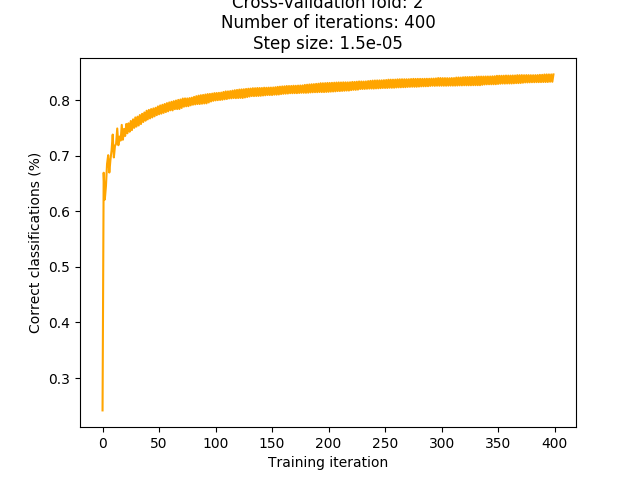 Cross-validation fold: 2
Number of iterations: 400
Step size: 1.5e-05
0.8
0.7
0.6
0.5
0.4
0.3
Correct classifications (%)
0 50 100 150 200 250 300 350 400
Training iteration